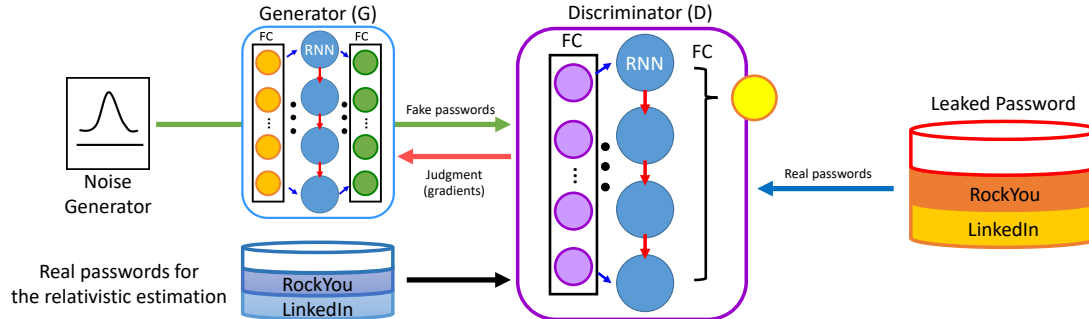 Generator (G)
Discriminator (D)
FC
RNN
FC
FC
RNN
FC
Fake passwords
Judgment
(gradients)
Noise
Generator
Leaked Password
Real passwords
RockYou
LinkedIn
Real passwords for
the relativistic estimation
RockYou
LinkedIn